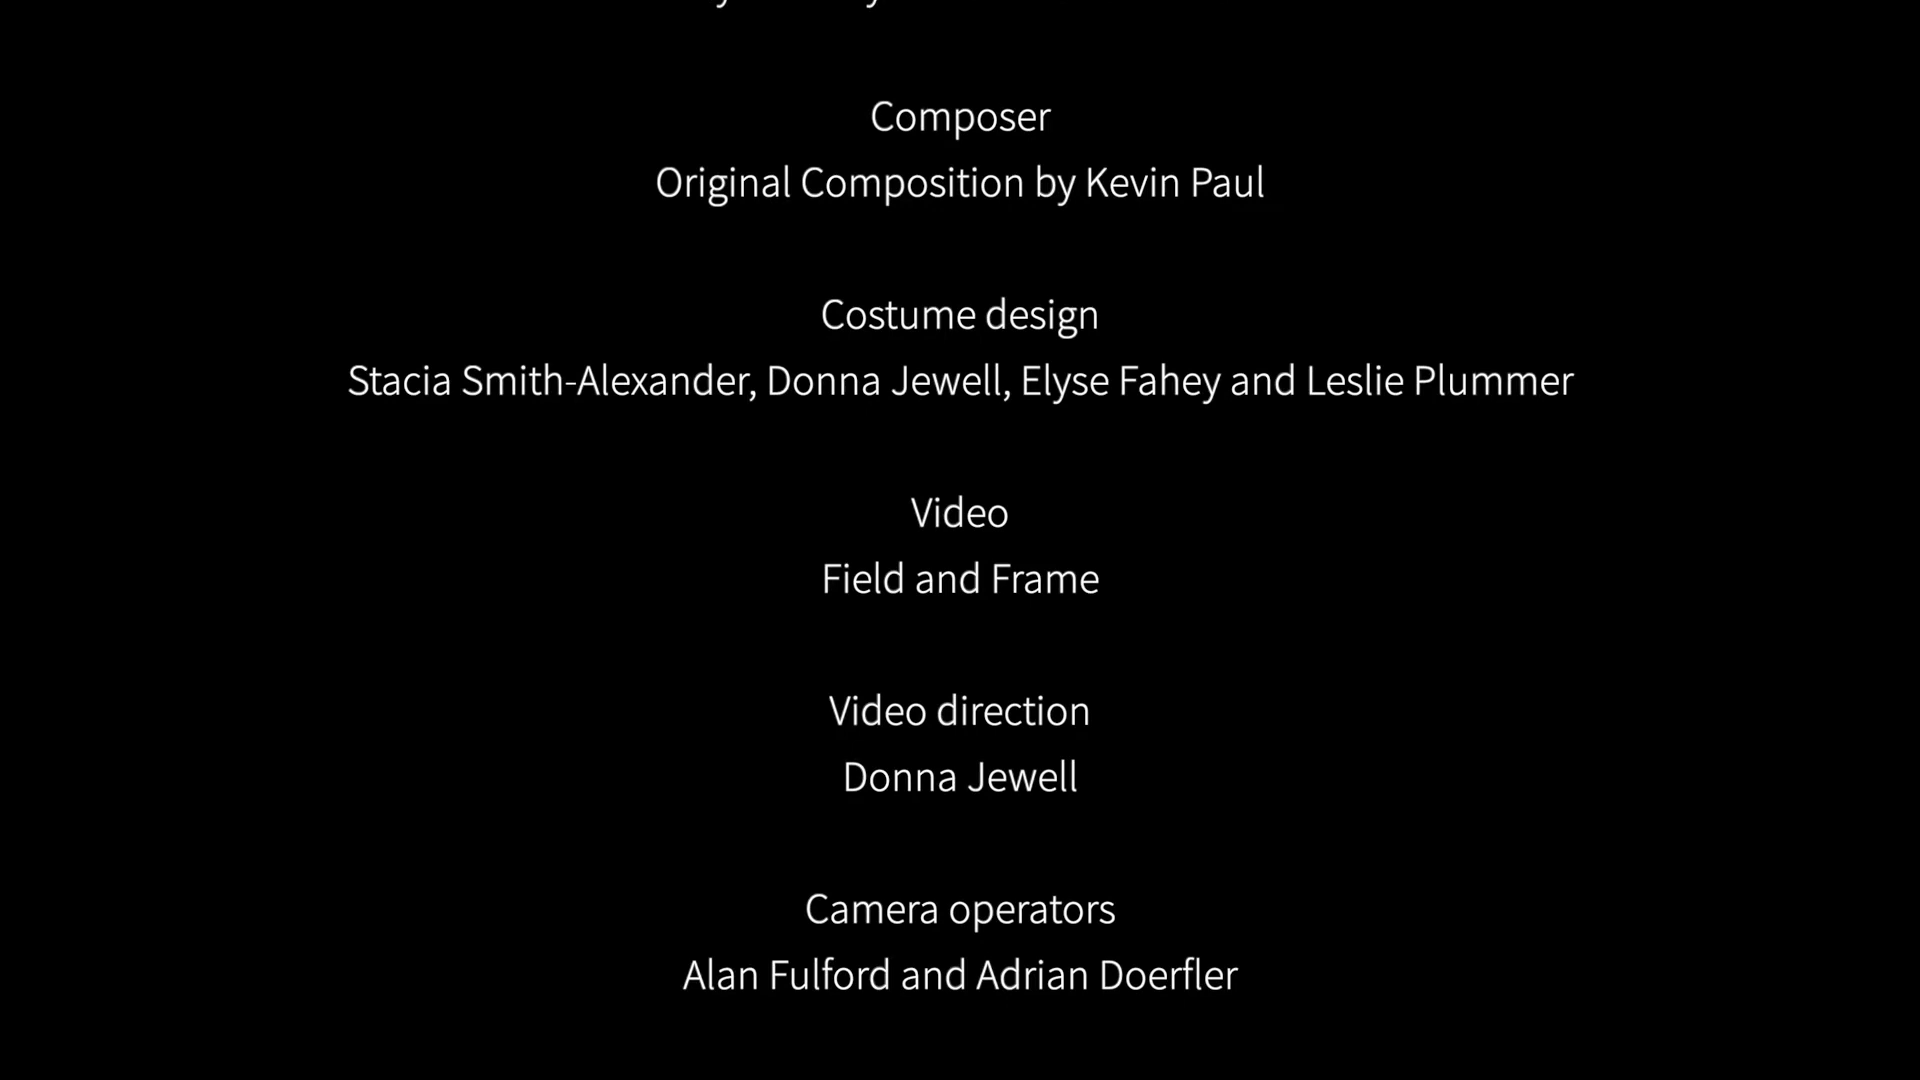 Composer
Original Composition by Kevin Paul
Costume design
Stacia Smith-Alexander, Donna Jewell, Elyse Fahey and Leslie Plummer
Video
Field and Frame
Video direction
Donna Jewell
Camera operators
Alan Fulford and Adrian Doerfler